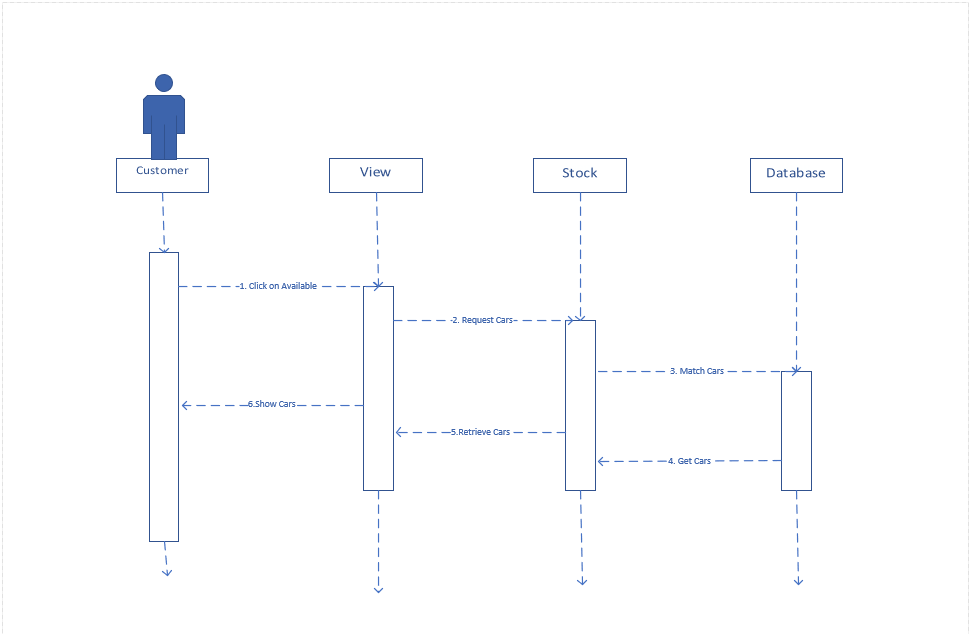 Customer
View
Stock
Database
1. Click on Available
2. Request Cars
3. Match Cars
6.Show Cars
5.Retrieve Cars
4. Get Cars